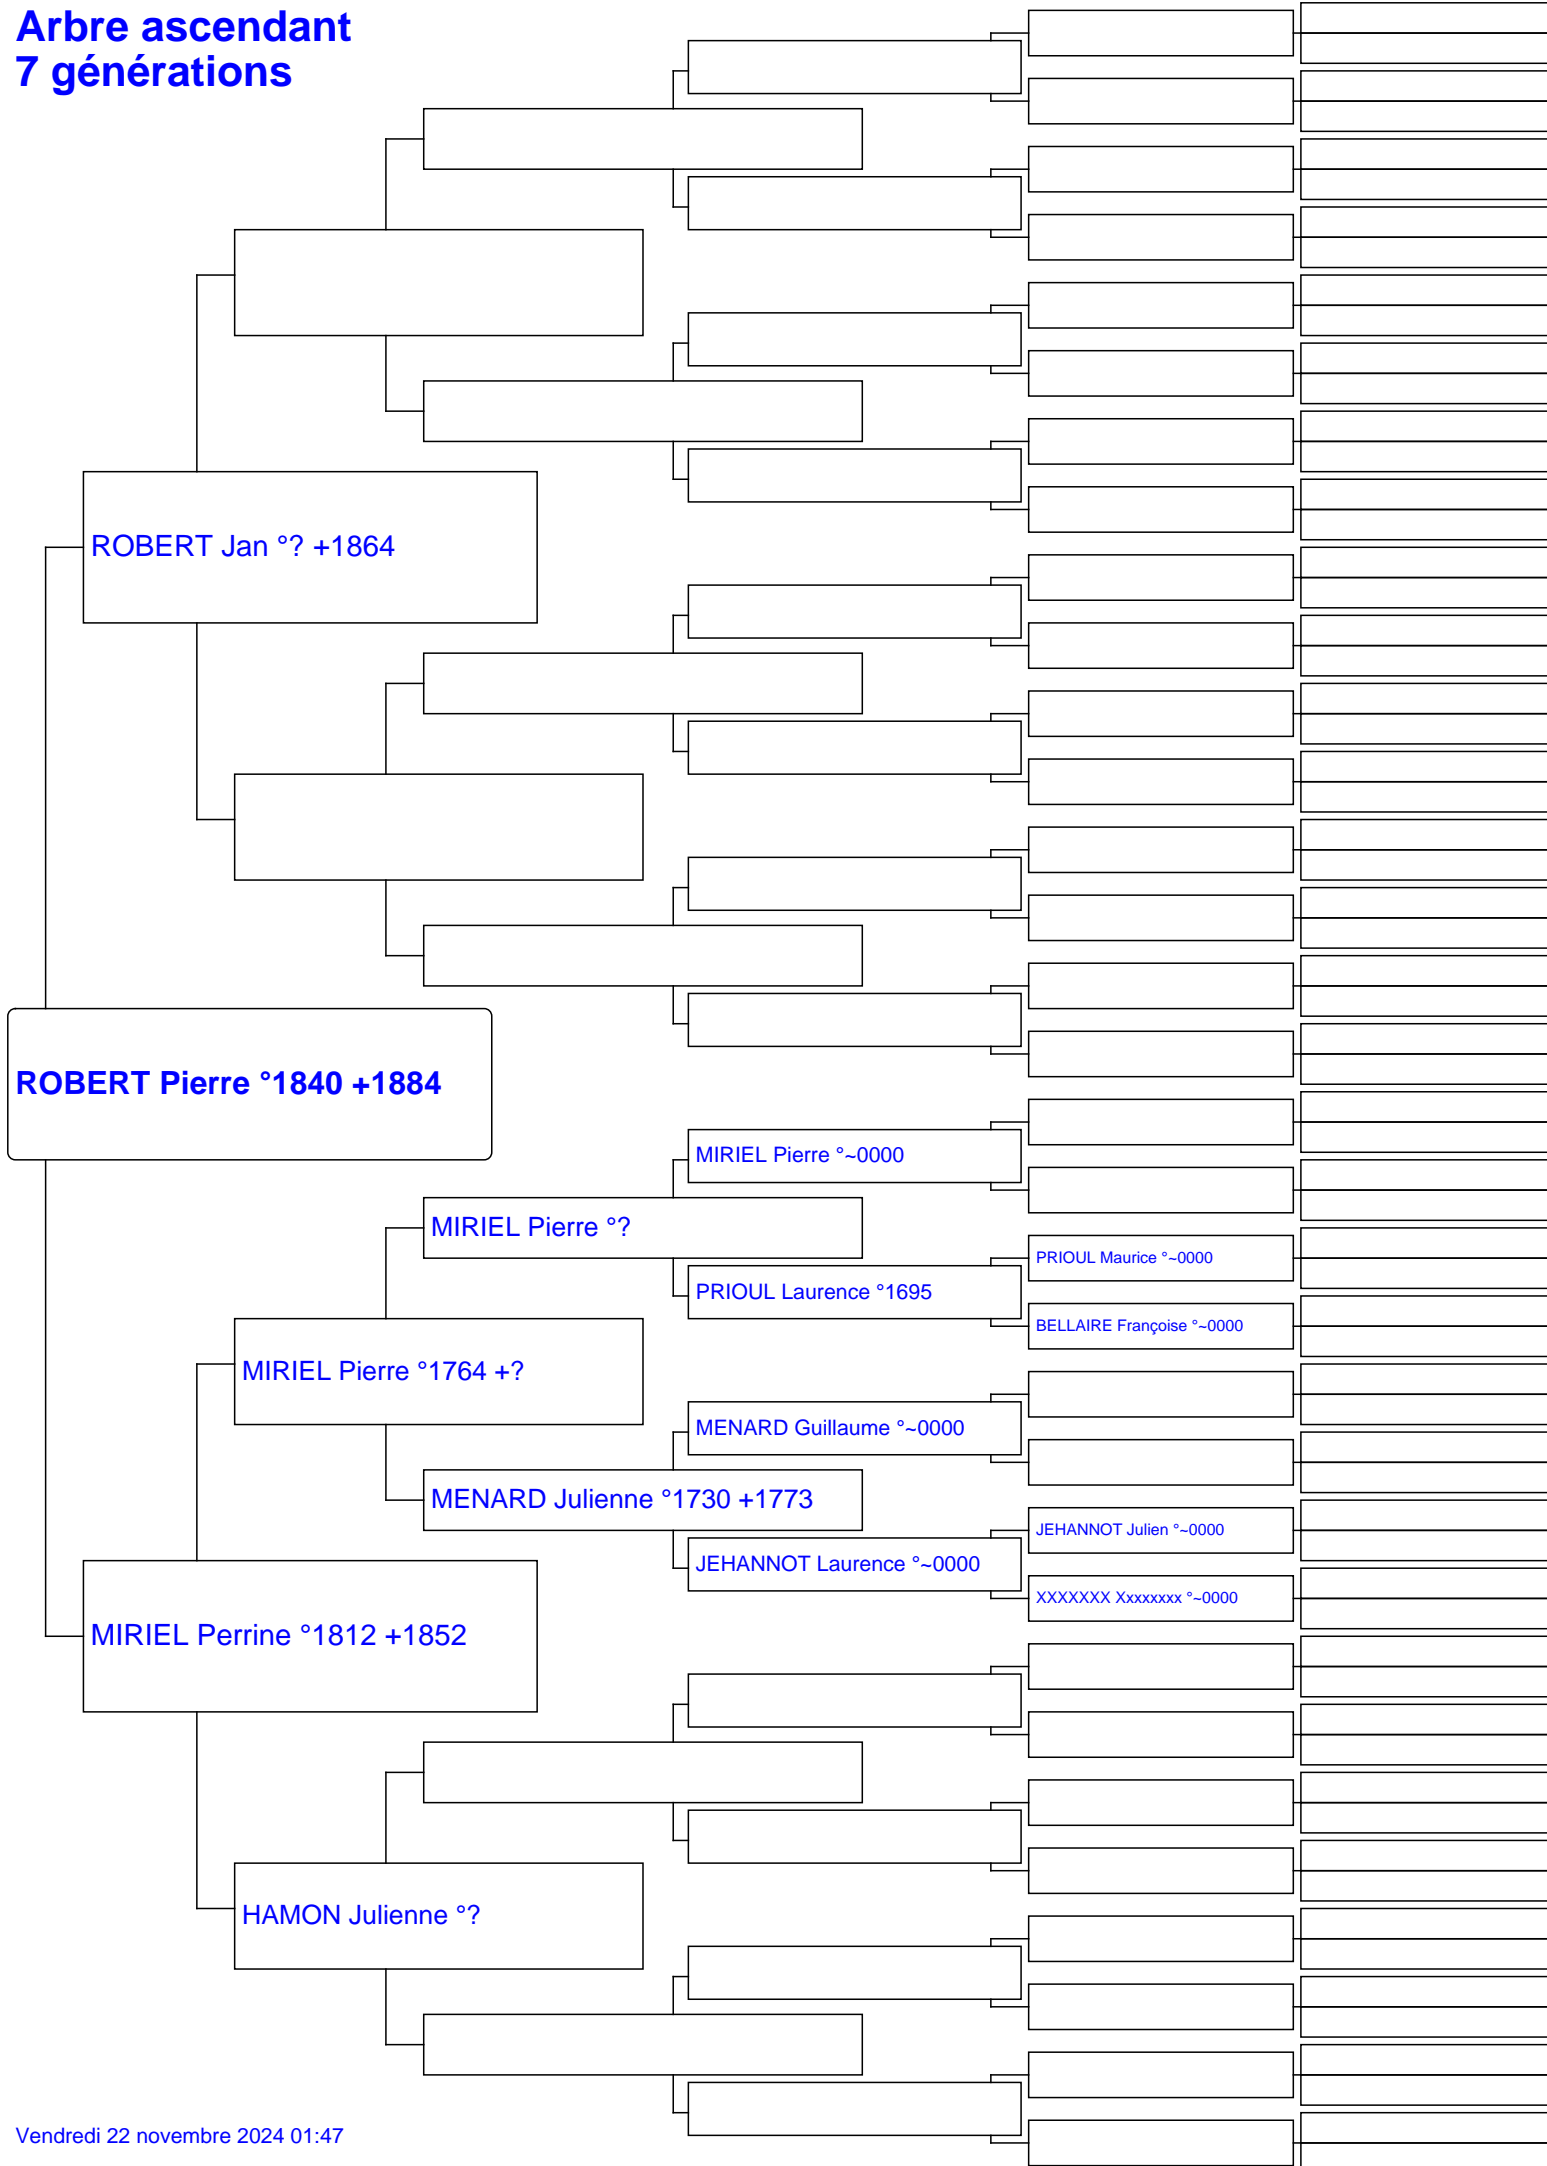 Arbre ascendant
7 générations
ROBERT Jan °? +1864
ROBERT Pierre °1840 +1884
MIRIEL Pierre °~0000
MIRIEL Pierre °?
PRIOUL Maurice °~0000
PRIOUL Laurence °1695
BELLAIRE Françoise °~0000
MIRIEL Pierre °1764 +?
MENARD Guillaume °~0000
MENARD Julienne °1730 +1773
JEHANNOT Julien °~0000
JEHANNOT Laurence °~0000
XXXXXXX Xxxxxxxx °~0000
MIRIEL Perrine °1812 +1852
HAMON Julienne °?
Vendredi 22 novembre 2024 01:47